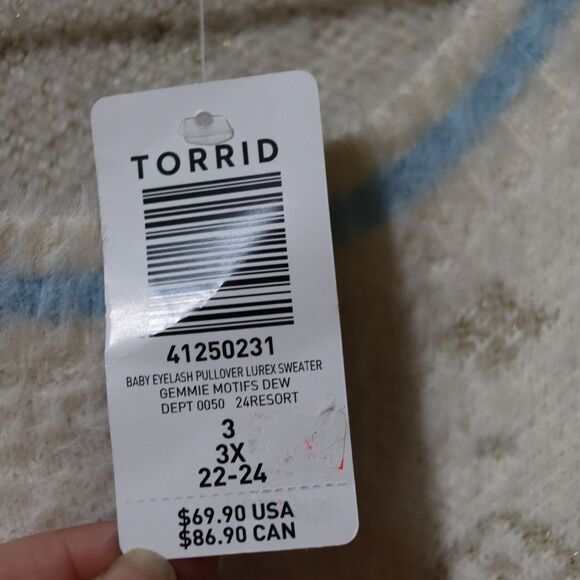 TORRID
41250231
BABY EYELASH PULLOVER LUREX SWEATER
GEMMIE MOTIFS DEW
DEPT 0050 24RESORT
3
3X
22-24
$69.90 USA
$86.90 CAN